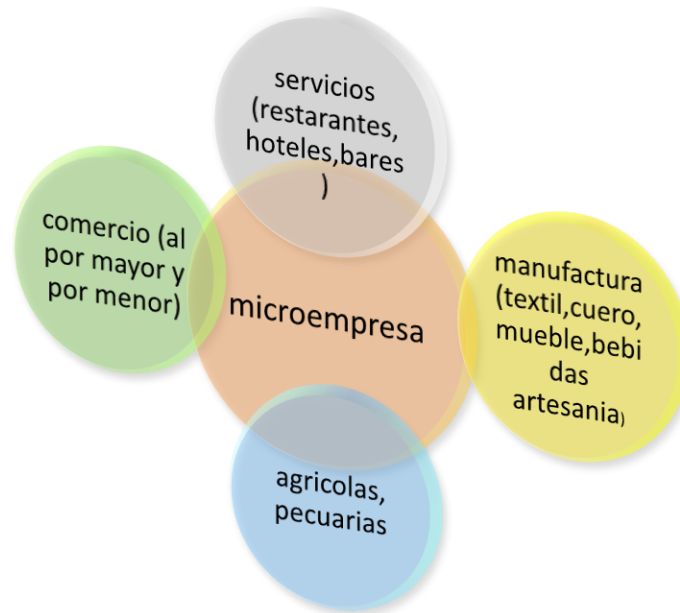 servicios
(restarantes,
hoteles,bares
)
comercio (al
por mayor y
por menor)
microempresa
manufactura
(textil,cuero,
mueble,bebi
das
artesania)
agricolas,
pecuarias